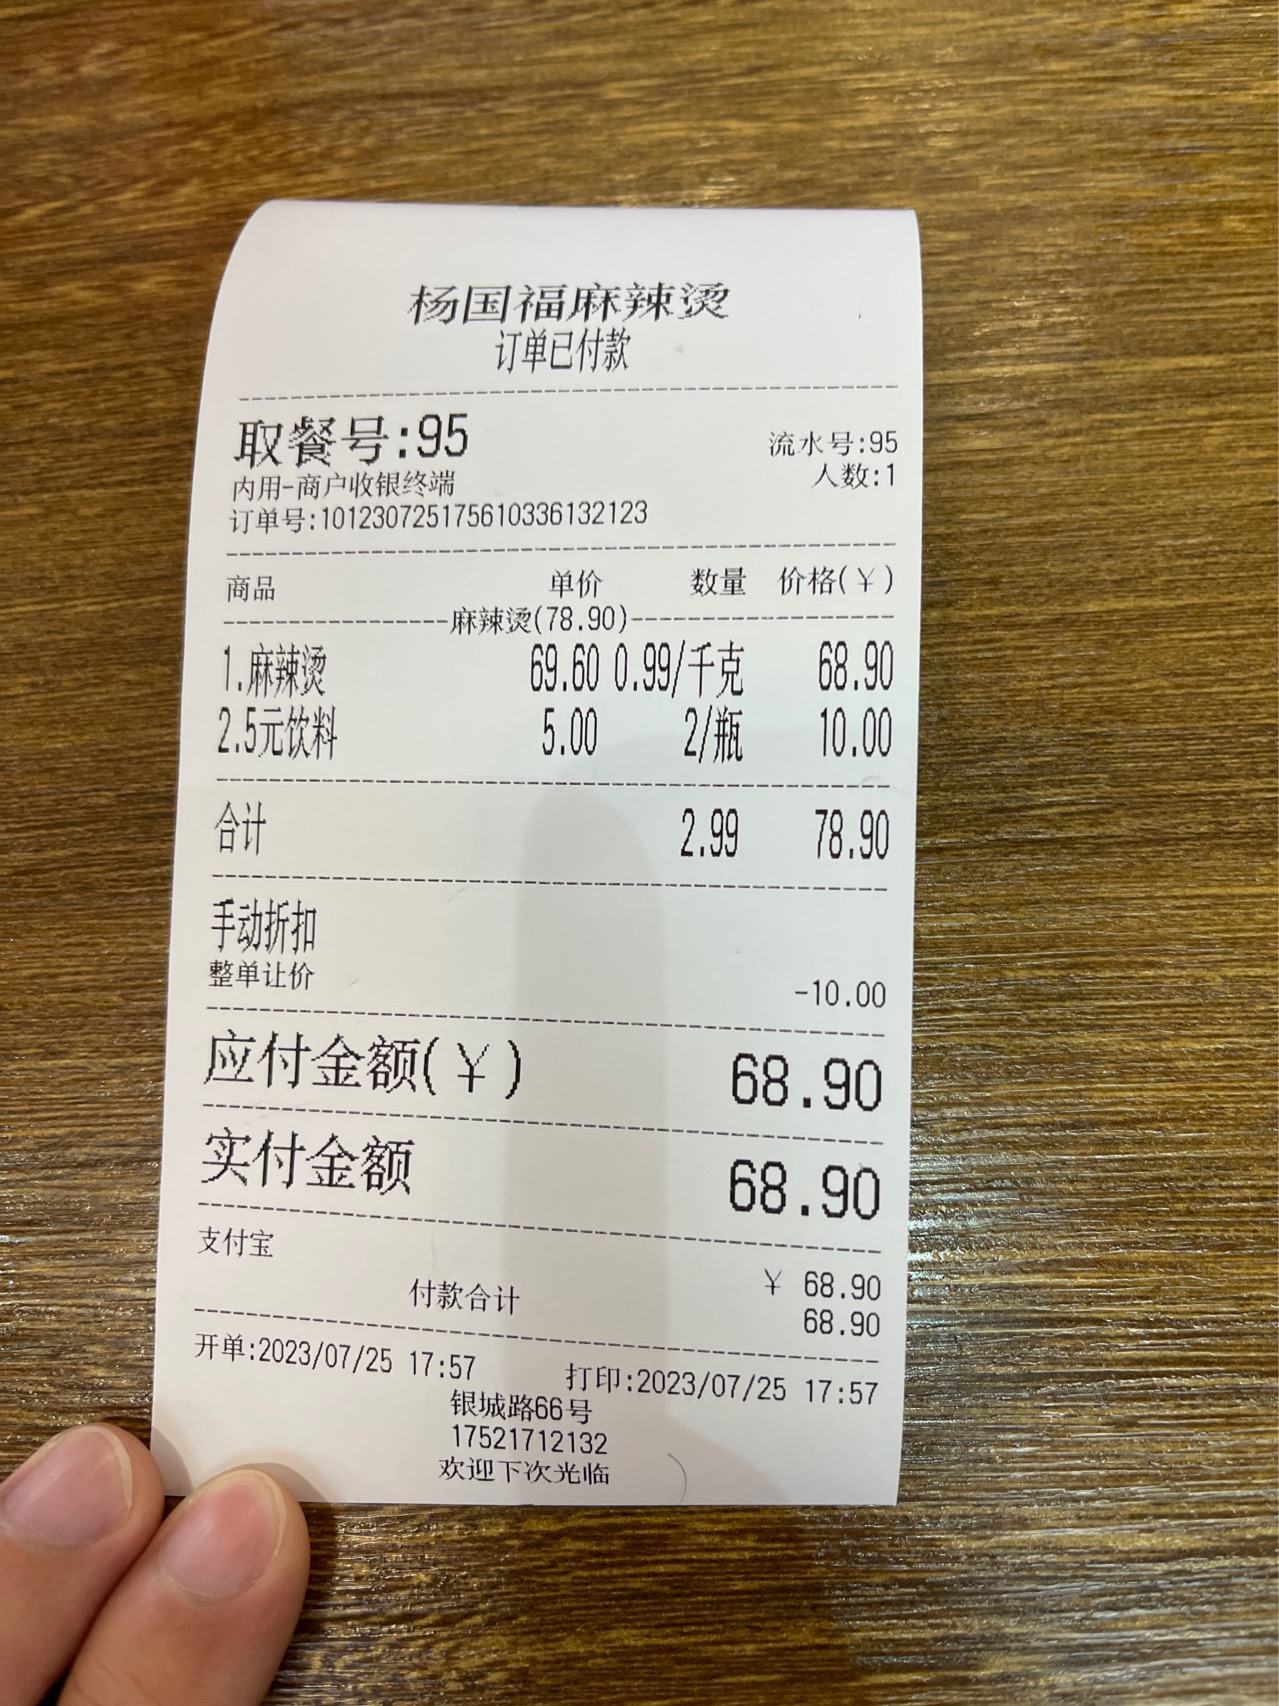 杨国福麻辣烫
订单已付款
取餐号:95
流水号:95
内用-商户收银终端
人数:1
订单号:101230725175610336132123
商品 单价 数量 价格(¥)
麻辣烫(78.90)
1.麻辣烫 69.60 0.99/千克 68.90
2.5元饮料 5.00 2/瓶 10.00
合计 2.99 78.90
手动折扣
整单让价 -10.00
应付金额(¥) 68.90
实付金额 68.90
支付宝 ¥ 68.90
付款合计 68.90
开单:2023/07/25 17:57 打印:2023/07/25 17:57
银城路66号
17521712132
欢迎下次光临